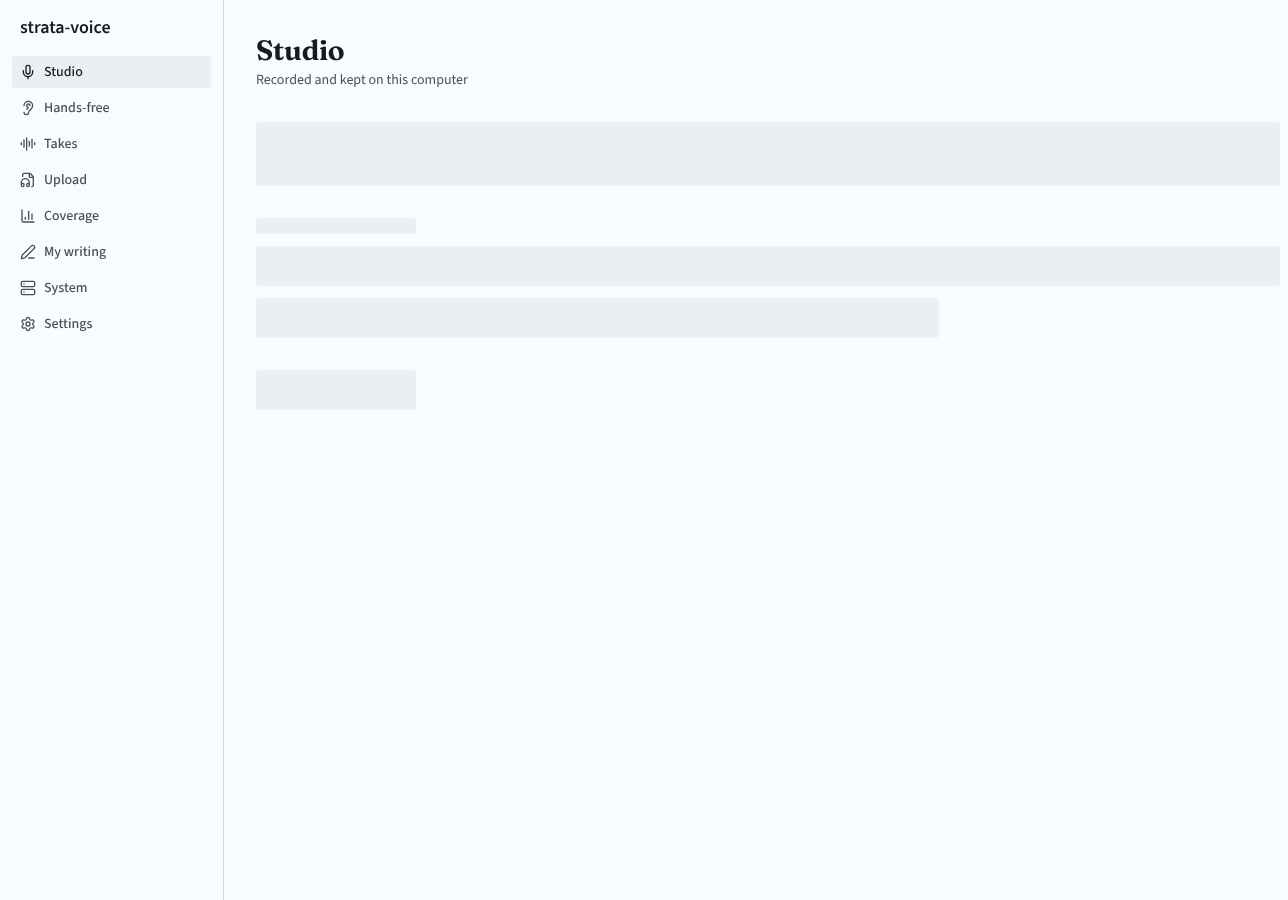 strata-voice
Studio
Hands-free
Takes
Upload
Coverage
My writing
System
Settings
Studio
Recorded and kept on this computer